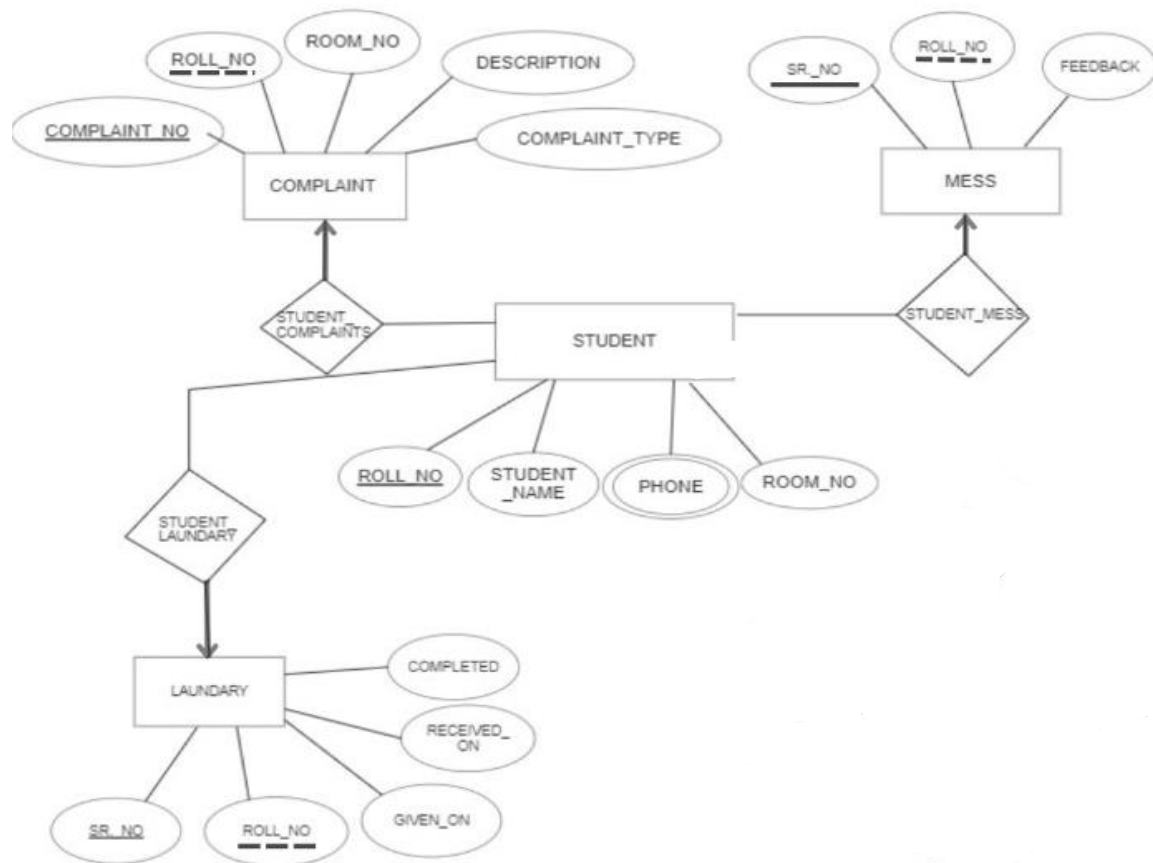 ROOM_NO
ROLL_NO
DESCRIPTION
COMPLAINT_NO
COMPLAINT_TYPE
COMPLAINT
SR._NO
ROLL_NO
FEEDBACK
MESS
STUDENT_
COMPLAINTS
STUDENT
STUDENT_MESS
ROLL_NO
STUDENT
_NAME
PHONE
ROOM_NO
STUDENT_
LAUNDARY
LAUNDARY
COMPLETED
RECEIVED_
ON
GIVEN_ON
SR._NO
ROLL_NO